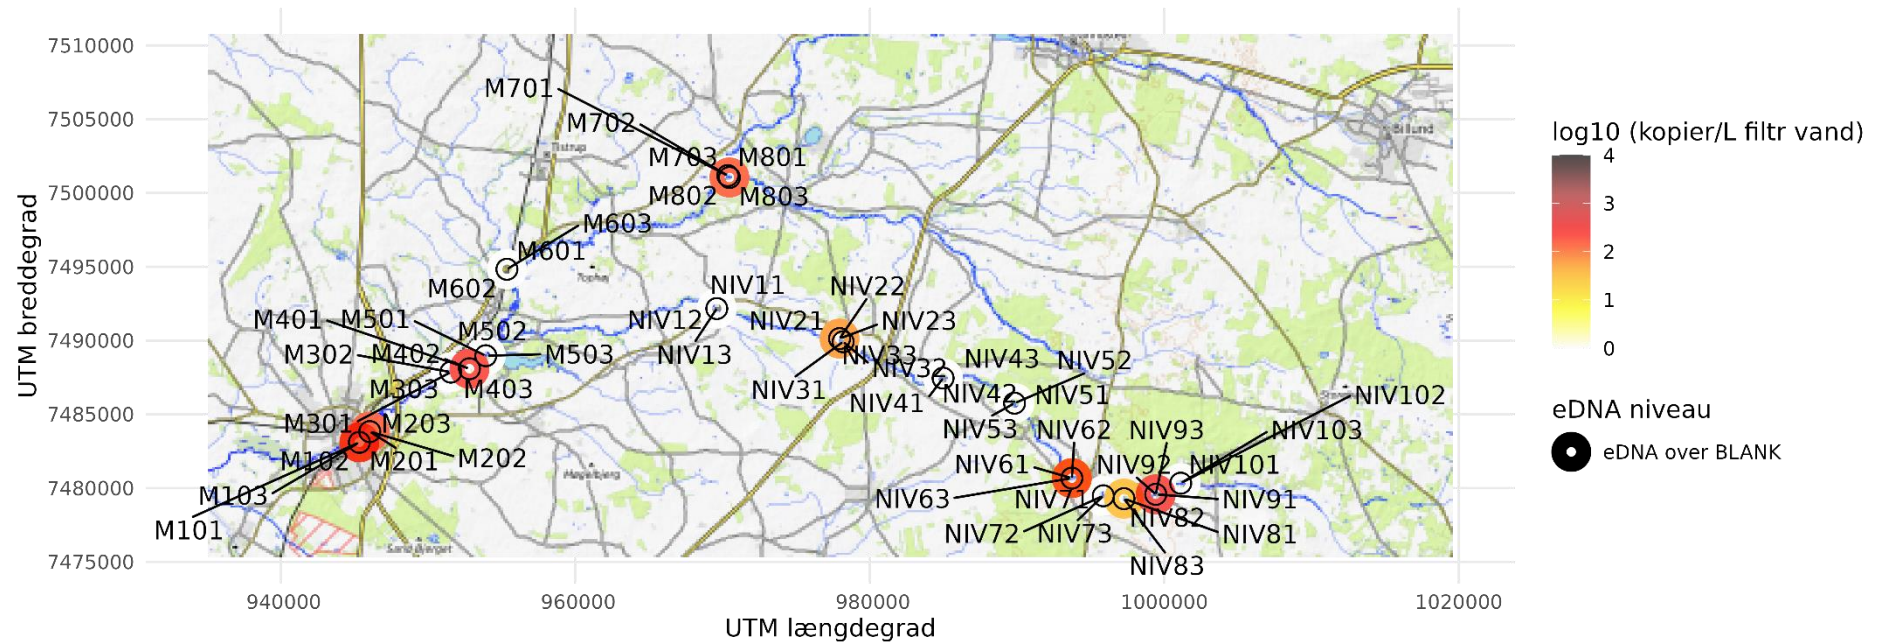 7510000
7505000
7500000
7495000
7490000
7485000
7480000
7475000
UTM breddegrad
940000
960000
980000
1000000
1020000
UTM længdegrad
M701
M702
M703
M801
M802
M803
M603
M601
M602
M401
M501
M502
M302
M402
M503
M303
M403
M301
M203
M102
M201
M202
M103
M101
NIV11
NIV12
NIV13
NIV22
NIV21
NIV23
NIV33
NIV32
NIV31
NIV43
NIV52
NIV42
NIV41
NIV51
NIV53
NIV62
NIV93
NIV102
NIV103
NIV61
NIV92
NIV101
NIV63
NIV71
NIV91
NIV82
NIV72
NIV73
NIV81
NIV83
Tistrup
Tophøj
Billund
log10 (kopier/L filtr vand)
4
3
2
1
0
eDNA niveau
eDNA over BLANK